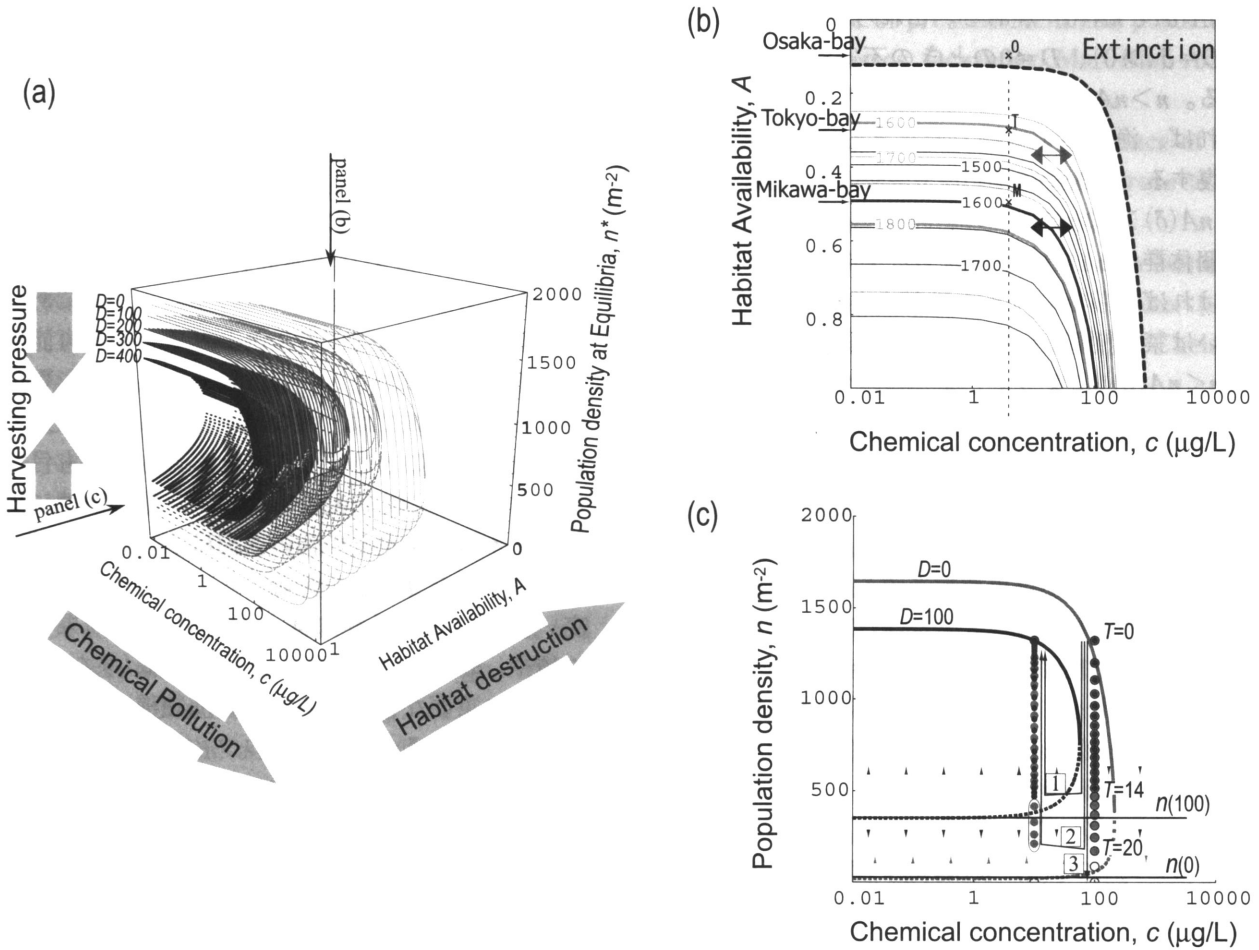 (a)
panel (b)
Harvesting pressure
D=0
D=100
D=200
D=300
D=400
panel (c)
2000
1500
1000
500
0
0
Population density at Equilibria, n* (m-2)
0.01
1
100
10000
1
Chemical concentration, c (µg/L)
Habitat Availability, A
Chemical Pollution
Habitat destruction
(b)
0
Osaka-bay
O
Extinction
0.2
Tokyo-bay
1600
T
1700
1500
0.4
Mikawa-bay
M
1600
1800
0.6
1700
0.8
Habitat Availability, A
0.01
1
100
10000
Chemical concentration, c (µg/L)
(c)
2000
D=0
1500
D=100
T=0
1000
1
T=14
500
n(100)
2
T=20
3
n(0)
0
Population density, n (m-2)
0.01
1
100
10000
Chemical concentration, c (µg/L)